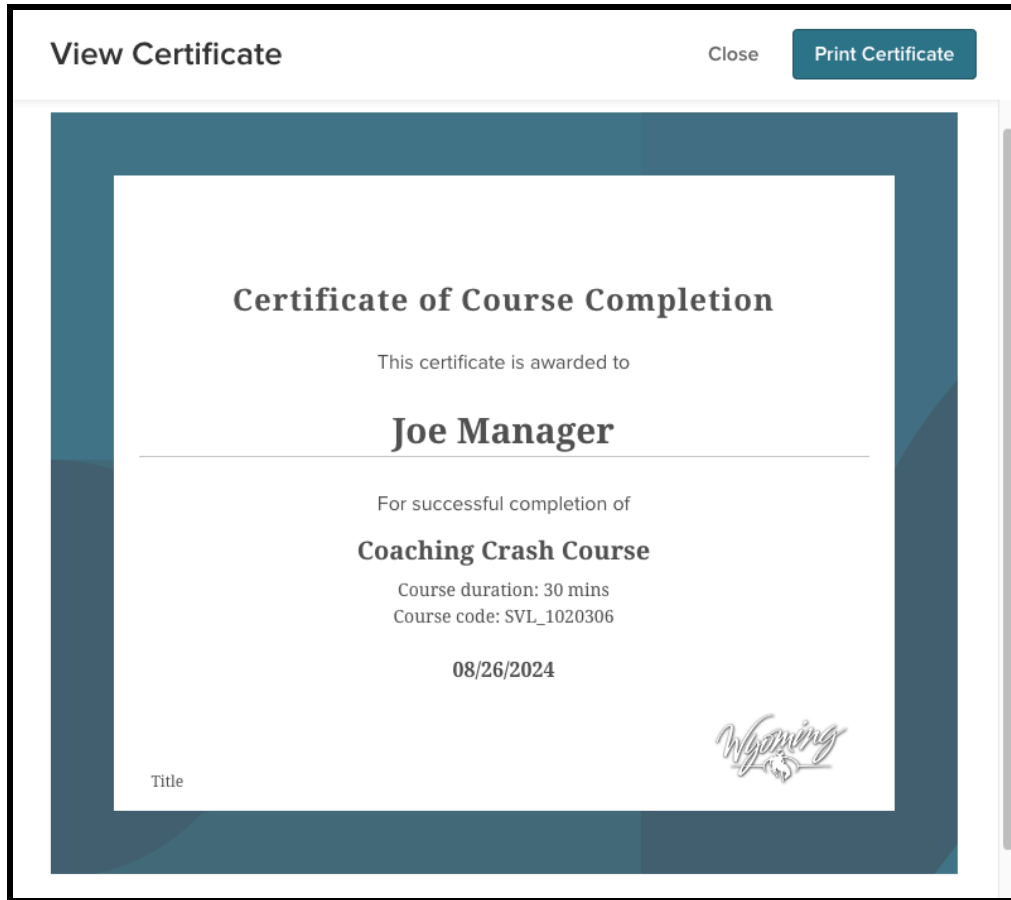 View Certificate
Close
Print Certificate
Certificate of Course Completion
This certificate is awarded to
Joe Manager
For successful completion of
Coaching Crash Course
Course duration: 30 mins
Course code: SVL_1020306
08/26/2024
Wyoming
Title